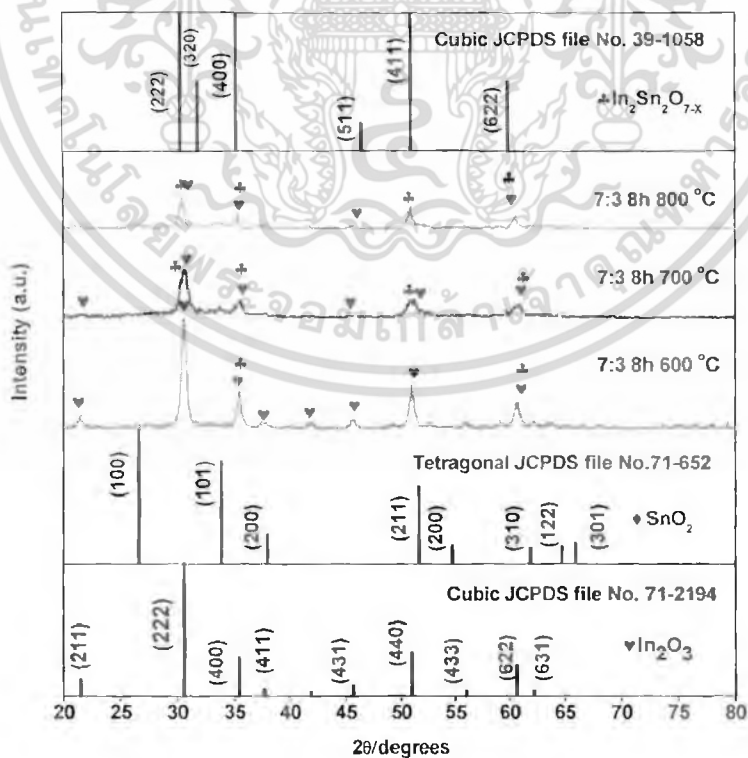 Cubic JCPDS file No. 39-1058
In₂Sn₂O₇₋ₓ
(222)
(320)
(400)
(511)
(411)
(622)
7:3 8h 800 °C
7:3 8h 700 °C
7:3 8h 600 °C
Intensity (a.u.)
Tetragonal JCPDS file No.71-652
SnO₂
(100)
(101)
(200)
(211)
(200)
(310)
(122)
(301)
Cubic JCPDS file No. 71-2194
In₂O₃
(211)
(222)
(400)
(411)
(431)
(440)
(433)
(622)
(631)
20 25 30 35 40 45 50 55 60 65 70 75 80
2θ/degrees